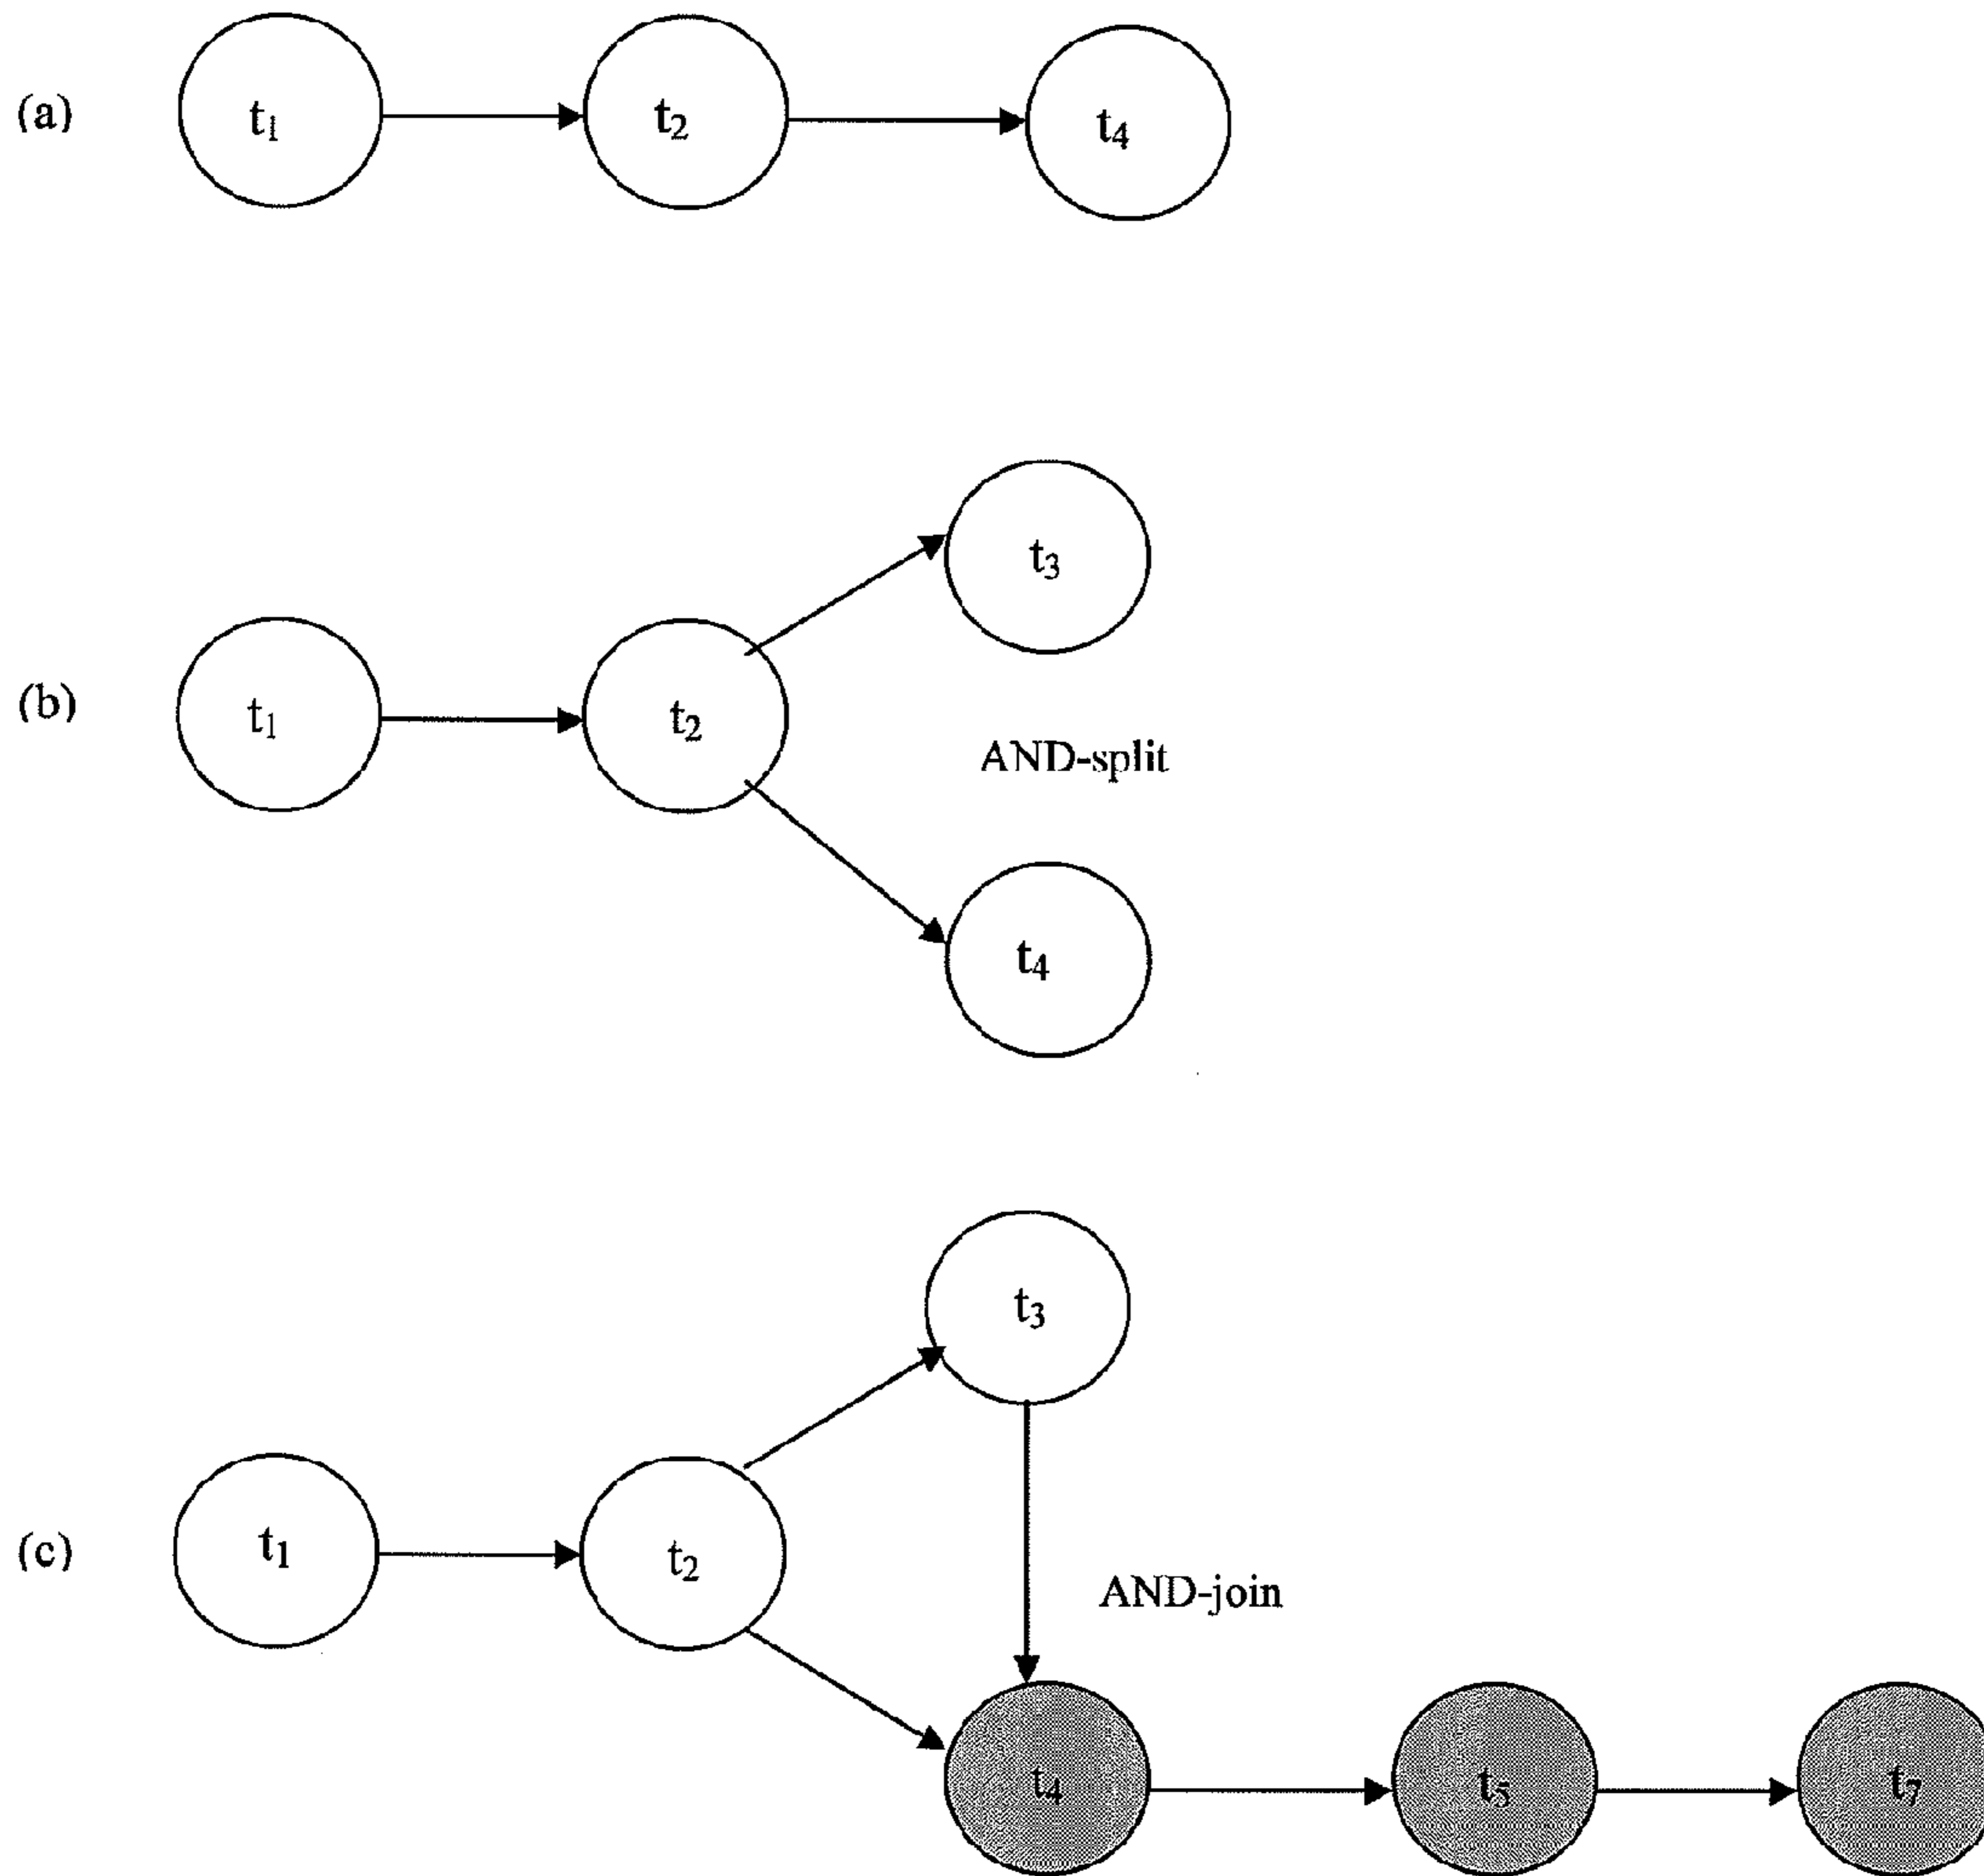 (a) t₁ t₂ t₄
t₃
(b) t₁ t₂
AND-split
t₄
t₃
(c) t₁ t₂
AND-join
t₄ t₅ t₇